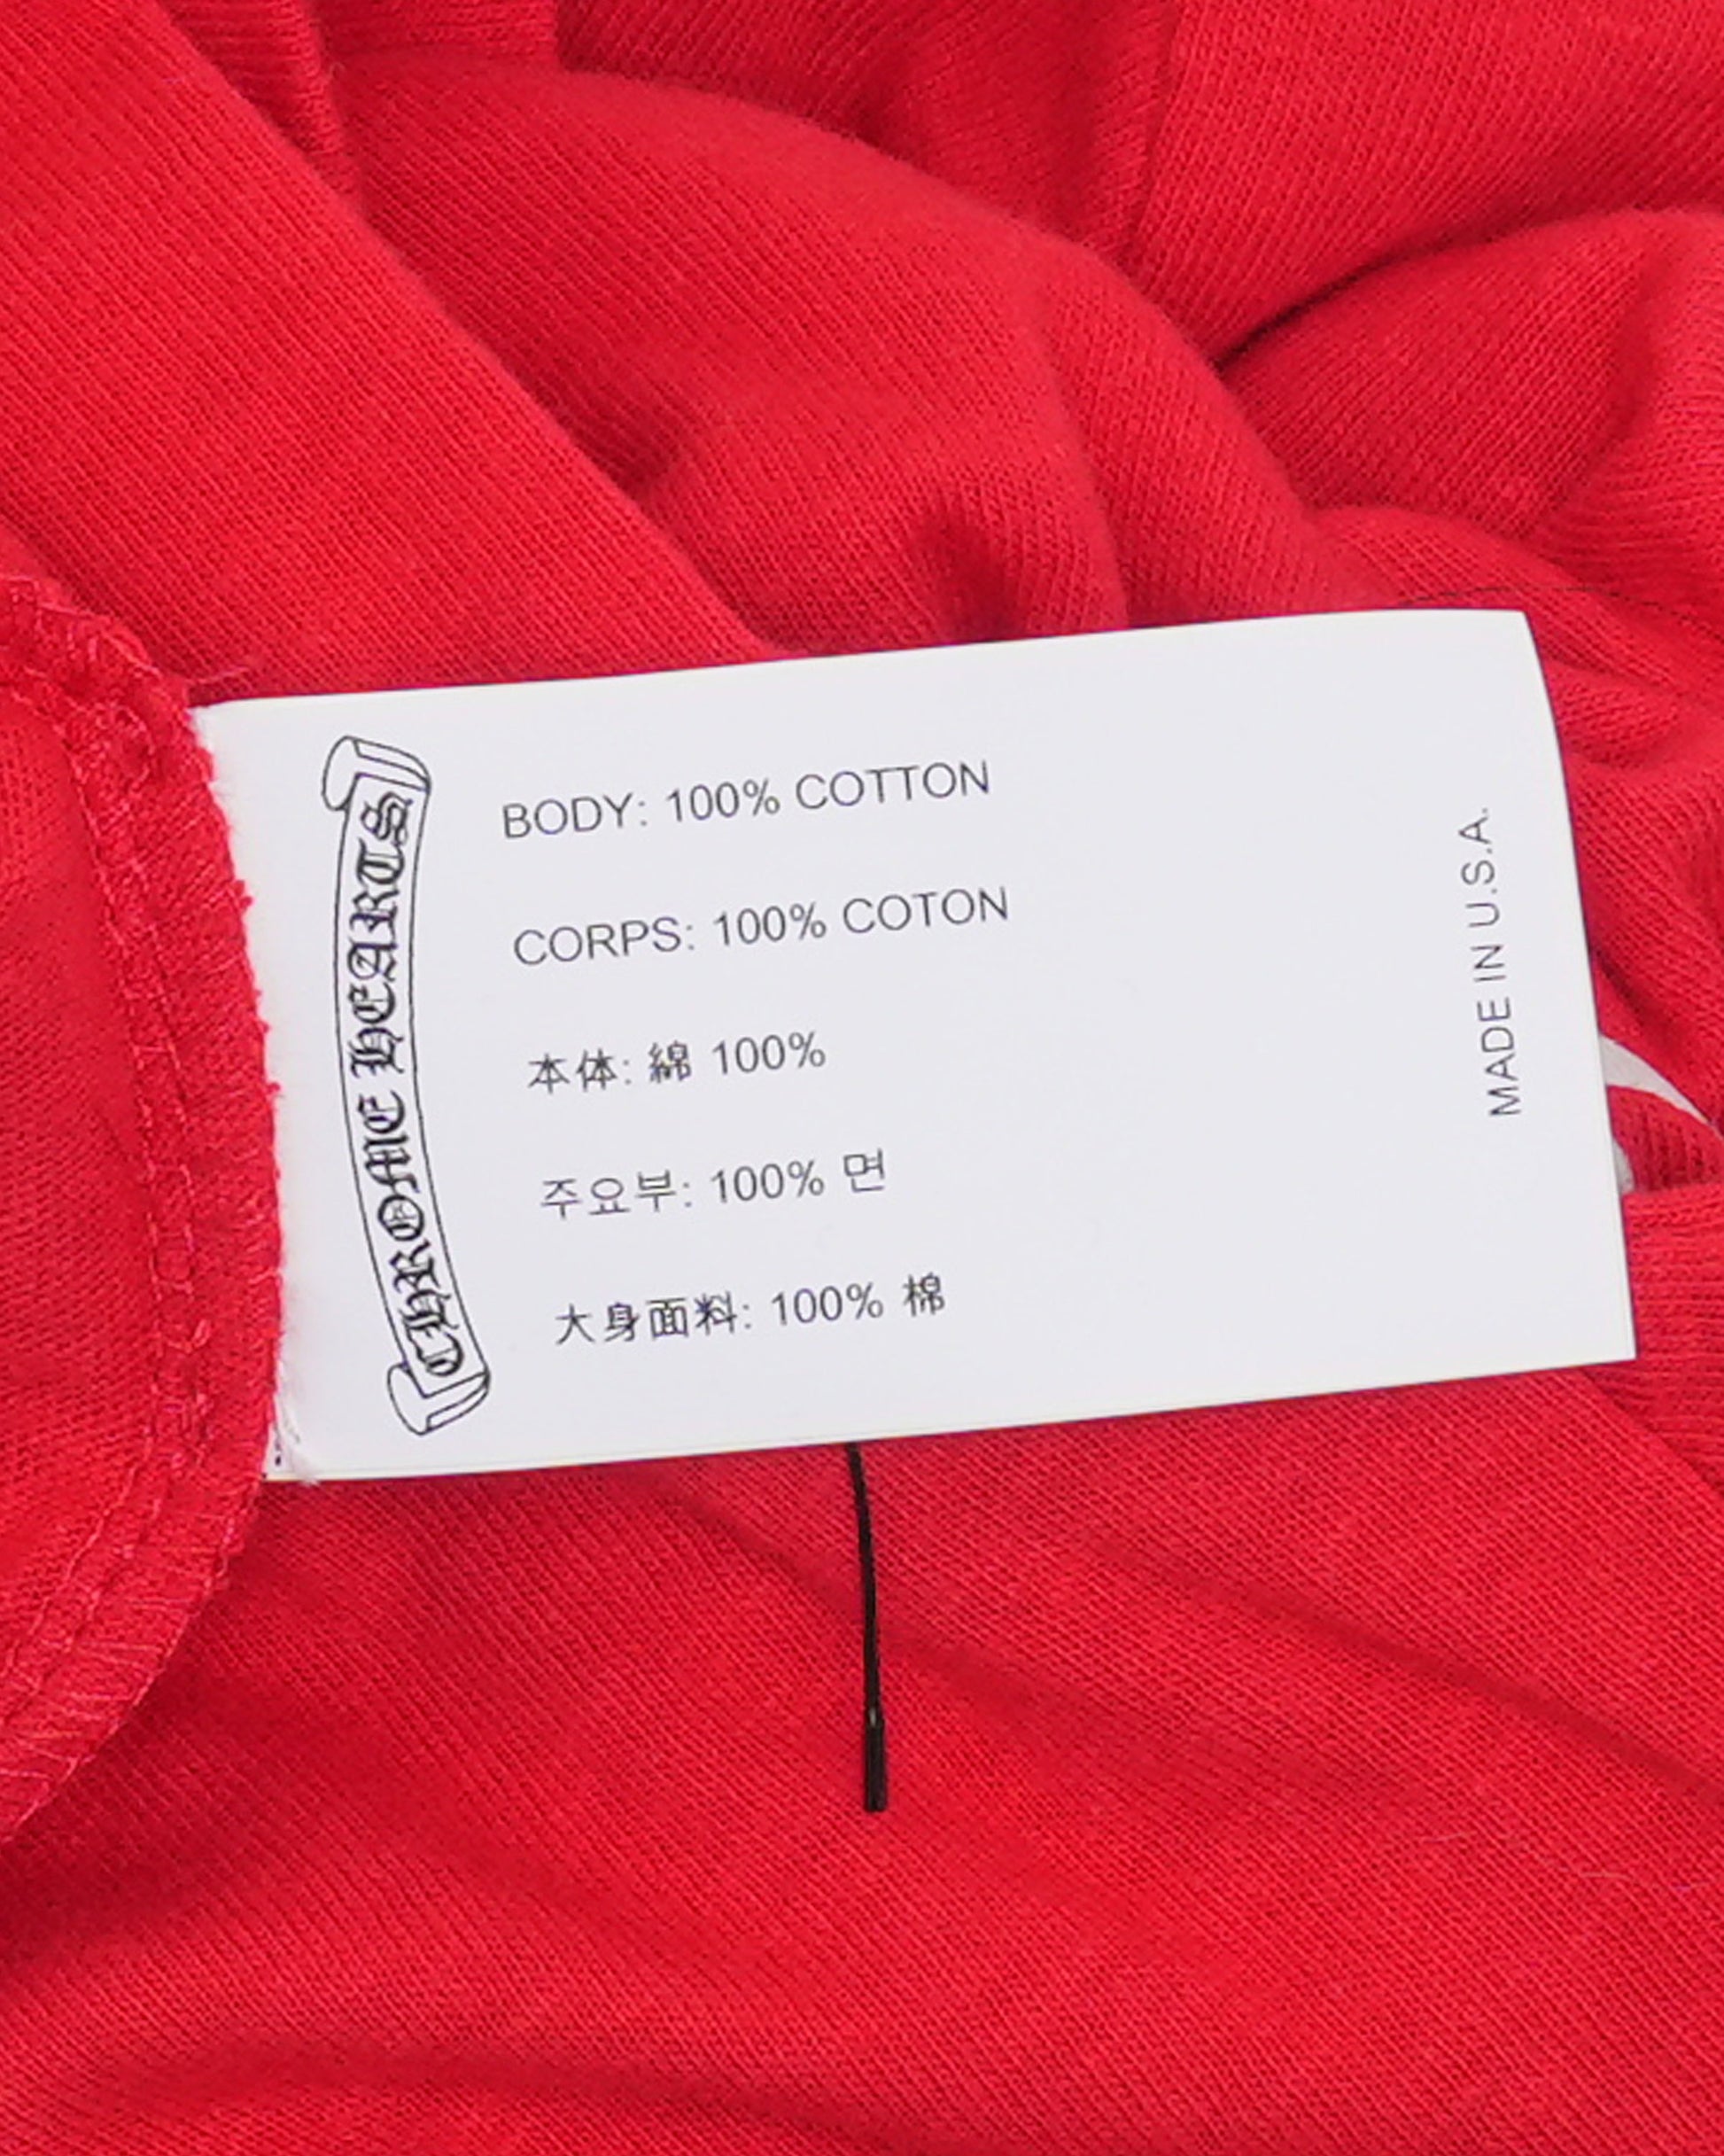 CHROME HEARTS
BODY: 100% COTTON
CORPS: 100% COTON
本体: 綿 100%
주요부: 100% 면
大身面料: 100% 棉
MADE IN U.S.A.